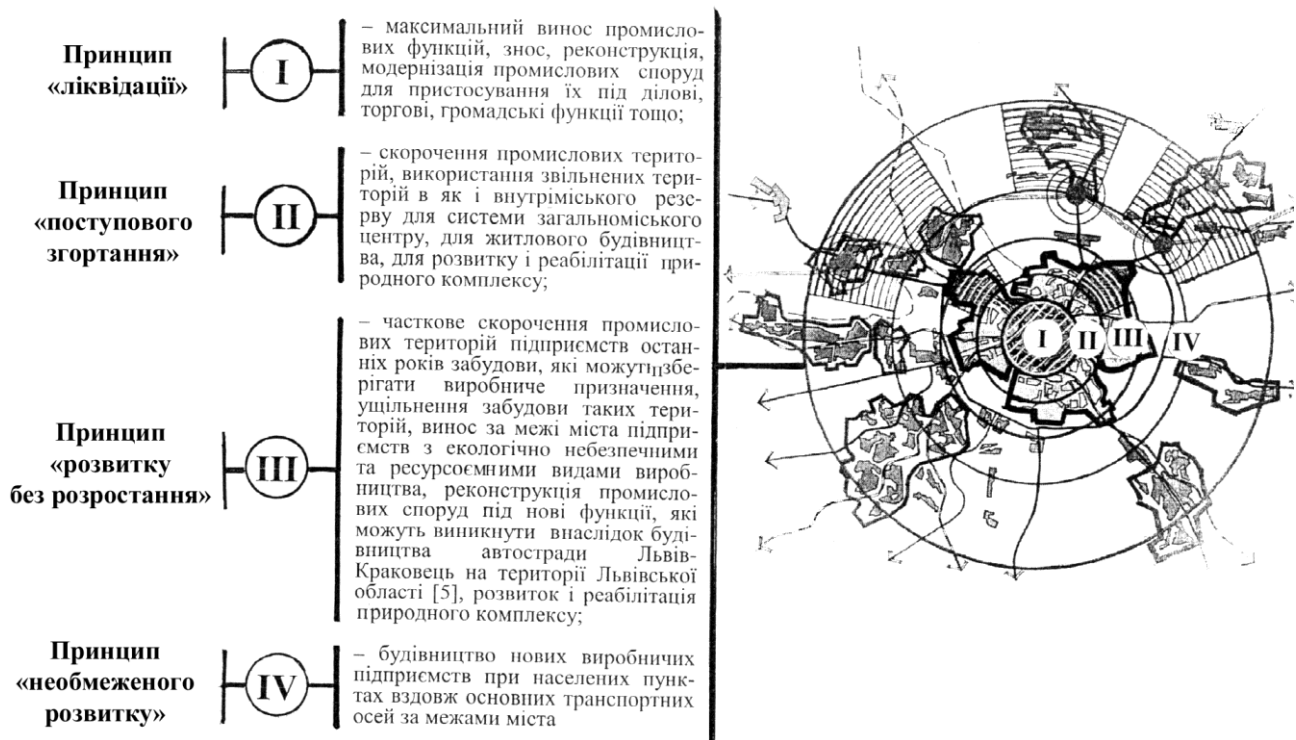 Принцип
«ліквідації»
I
– максимальний винос промисло-
вих функцій, знос, реконструкція,
модернізація промислових споруд
для пристосування їх під ділові,
торгові, громадські функції тощо;
Принцип
«поступового
згортання»
II
– скорочення промислових терито-
рій, використання звільнених тери-
торій в як і внутріміського резе-
рву для системи загальноміського
центру, для житлового будівницт-
ва, для розвитку і реабілітації при-
родного комплексу;
Принцип
«розвитку
без розростання»
III
– часткове скорочення промисло-
вих територій підприємств остан-
ніх років забудови, які можуть збе-
рігати виробниче призначення,
ущільнення забудови таких тери-
торій, винос за межі міста підпри-
ємств з екологічно небезпечними
та ресурсоємними видами вироб-
ництва, реконструкція промисло-
вих споруд під нові функції, які
можуть виникнути внаслідок буді-
вництва автостради Львів-
Краковець на території Львівської
області [5], розвиток і реабілітація
природного комплексу;
Принцип
«необмеженого
розвитку»
IV
– будівництво нових виробничих
підприємств при населених пунк-
тах вздовж основних транспортних
осей за межами міста
I II III IV